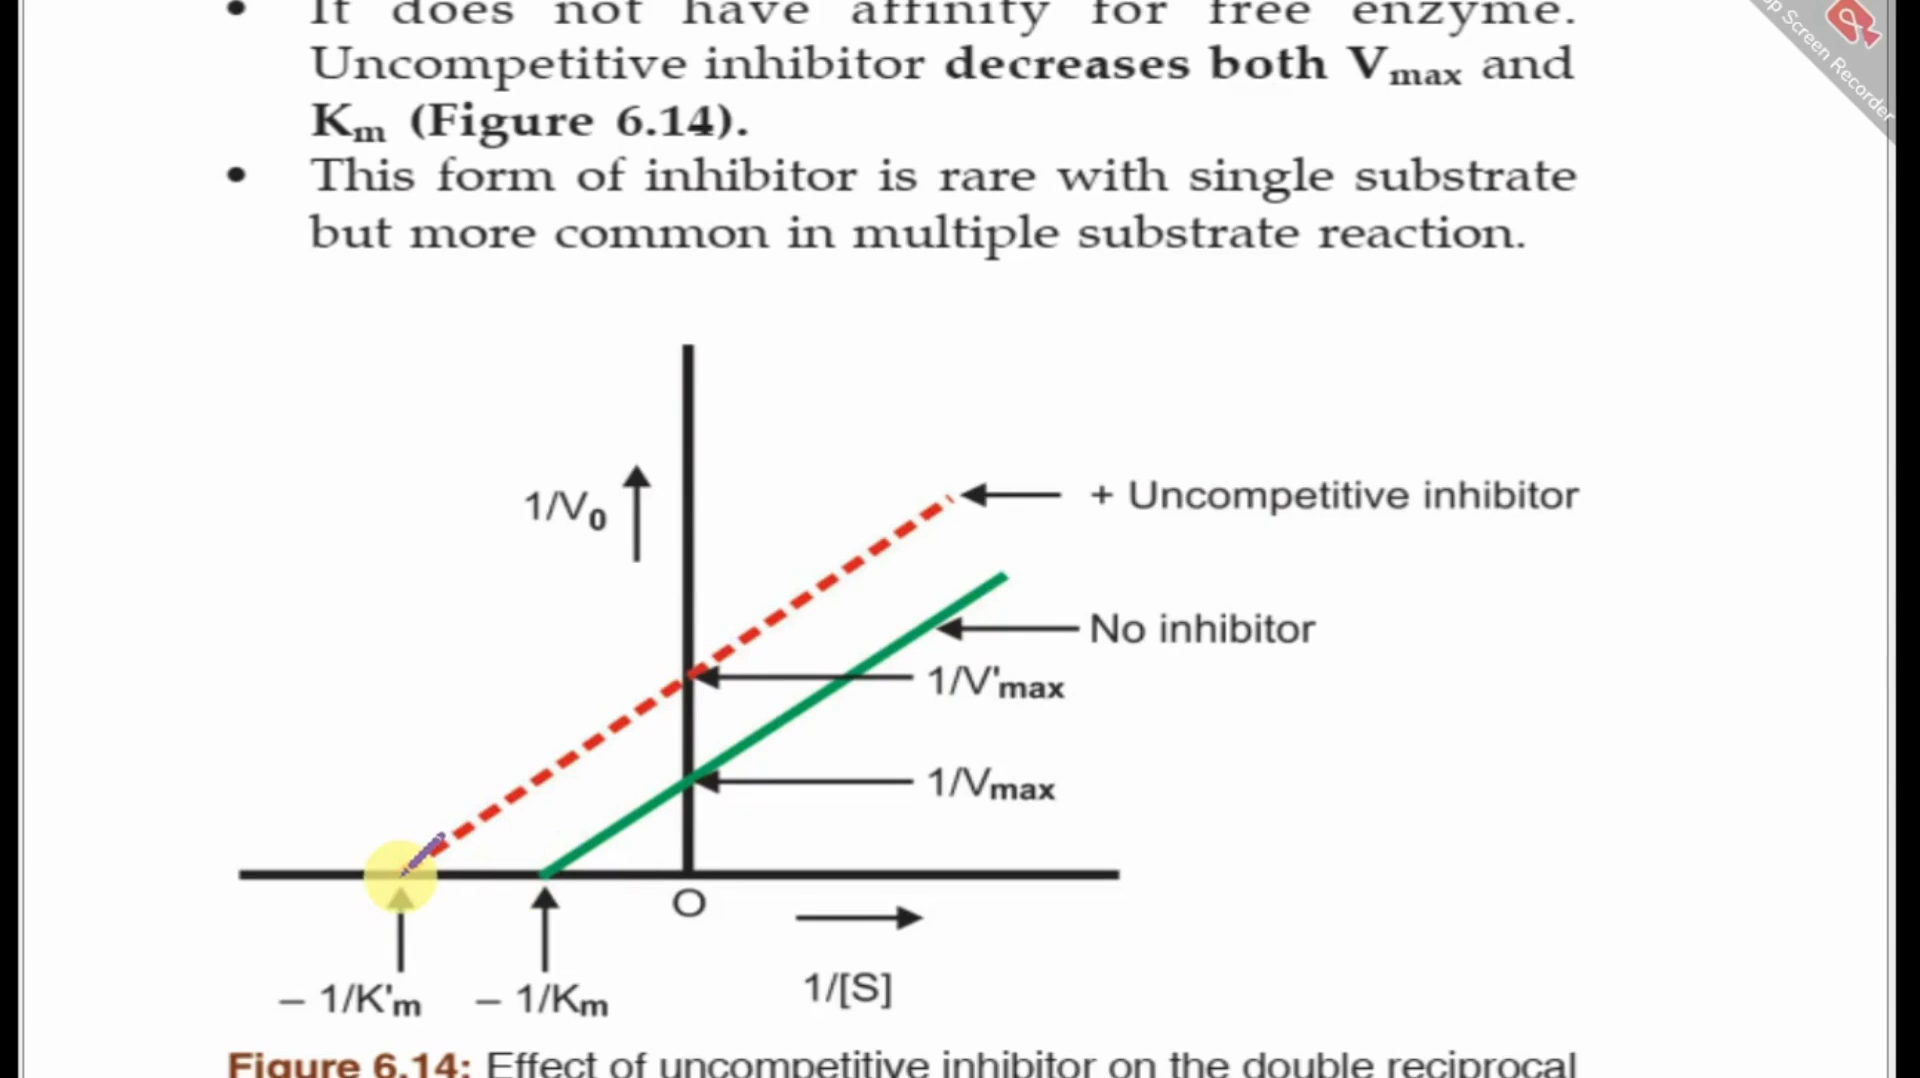 • It does not have affinity for free enzyme.
Uncompetitive inhibitor decreases both Vmax and
Km (Figure 6.14).
• This form of inhibitor is rare with single substrate
but more common in multiple substrate reaction.
1/V0
+ Uncompetitive inhibitor
No inhibitor
1/V'max
1/Vmax
O
– 1/K'm
– 1/Km
1/[S]
Figure 6.14: Effect of uncompetitive inhibitor on the double reciprocal
Screen Recorder